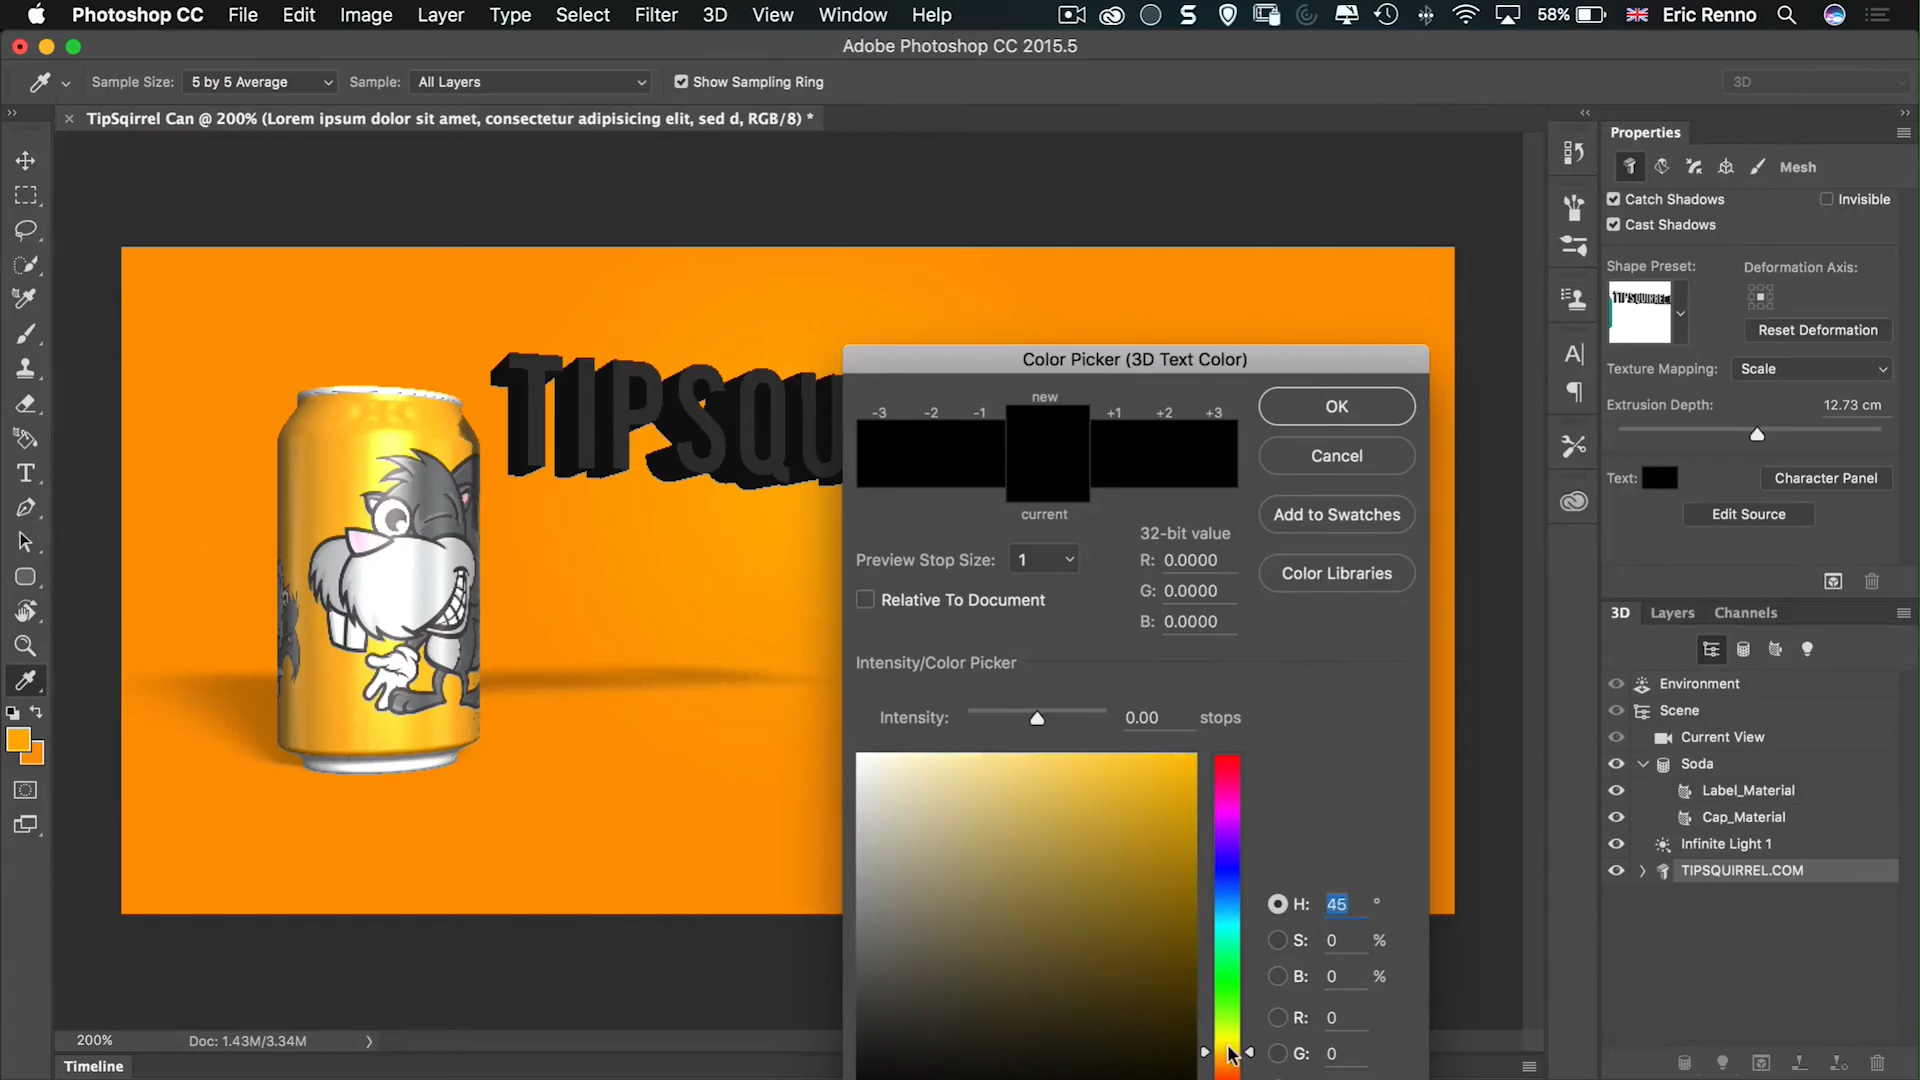 Photoshop CC File Edit Image Layer Type Select Filter 3D View Window Help 58% Eric Renno
Adobe Photoshop CC 2015.5
Sample Size: 5 by 5 Average Sample: All Layers Show Sampling Ring 3D
TipSqirrel Can @ 200% (Lorem ipsum dolor sit amet, consectetur adipisicing elit, sed d, RGB/8) *
Properties
Mesh
Catch Shadows Invisible
Cast Shadows
Shape Preset: Deformation Axis:
TIPSQUIRREL
Reset Deformation
Texture Mapping: Scale
Extrusion Depth: 12.73 cm
Text: Character Panel
Edit Source
TIPSQU
Color Picker (3D Text Color)
new
-3 -2 -1 +1 +2 +3
current
OK
Cancel
Add to Swatches
Color Libraries
32-bit value
Preview Stop Size: 1
R: 0.0000
G: 0.0000
B: 0.0000
Relative To Document
Intensity/Color Picker
Intensity: 0.00 stops
H: 45 °
S: 0 %
B: 0 %
R: 0
G: 0
3D Layers Channels
Environment
Scene
Current View
Soda
Label_Material
Cap_Material
Infinite Light 1
TIPSQUIRREL.COM
200% Doc: 1.43M/3.34M
Timeline